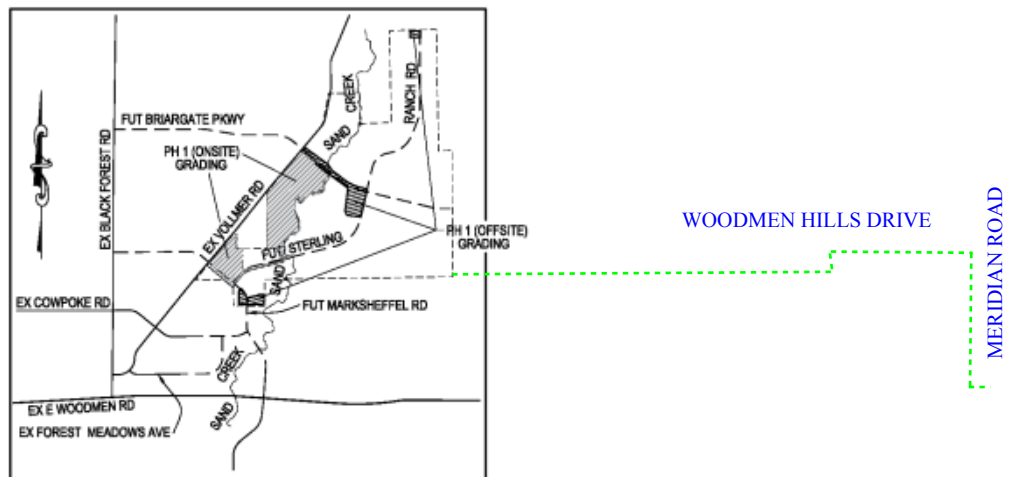 RANCH RD
CREEK
SAND
FUT BRIARGATE PKWY
PH 1 (ONSITE)
GRADING
EX BLACK FOREST RD
EX VOLLMER RD
WOODMEN HILLS DRIVE
MERIDIAN ROAD
PH 1 (OFFSITE)
GRADING
FUT STERLING
SAND
EX COWPOKE RD
FUT MARKSHEFFEL RD
CREEK
SAND
EX E WOODMEN RD
EX FOREST MEADOWS AVE